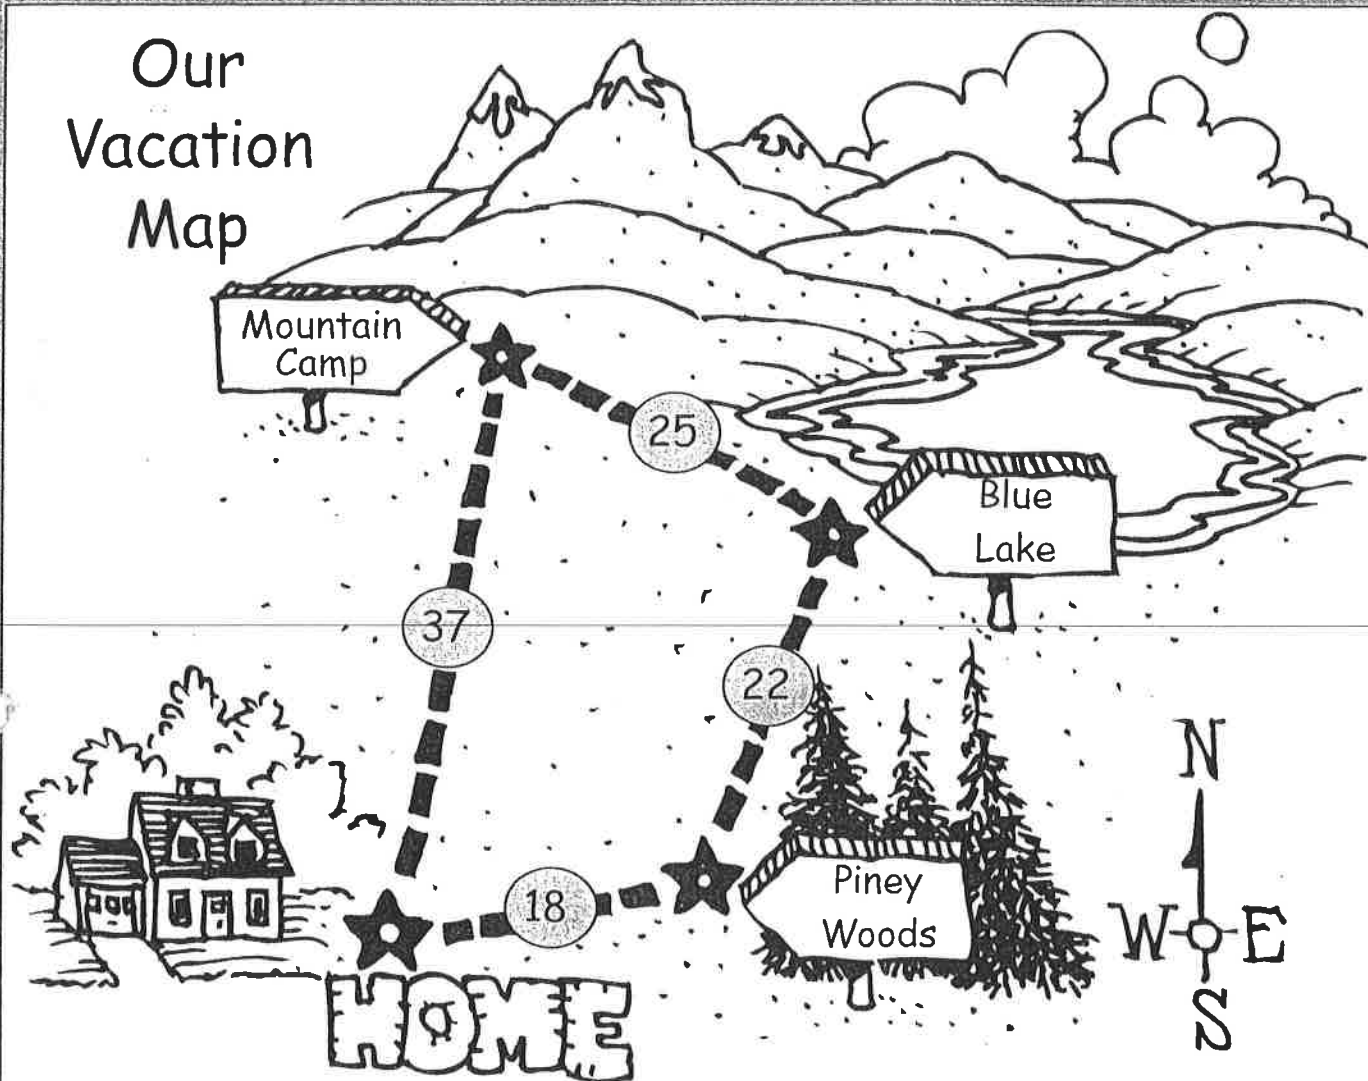 Our
Vacation
Map
Mountain
Camp
25
Blue
Lake
37
22
N
Piney
Woods
18
W E
S
HOME